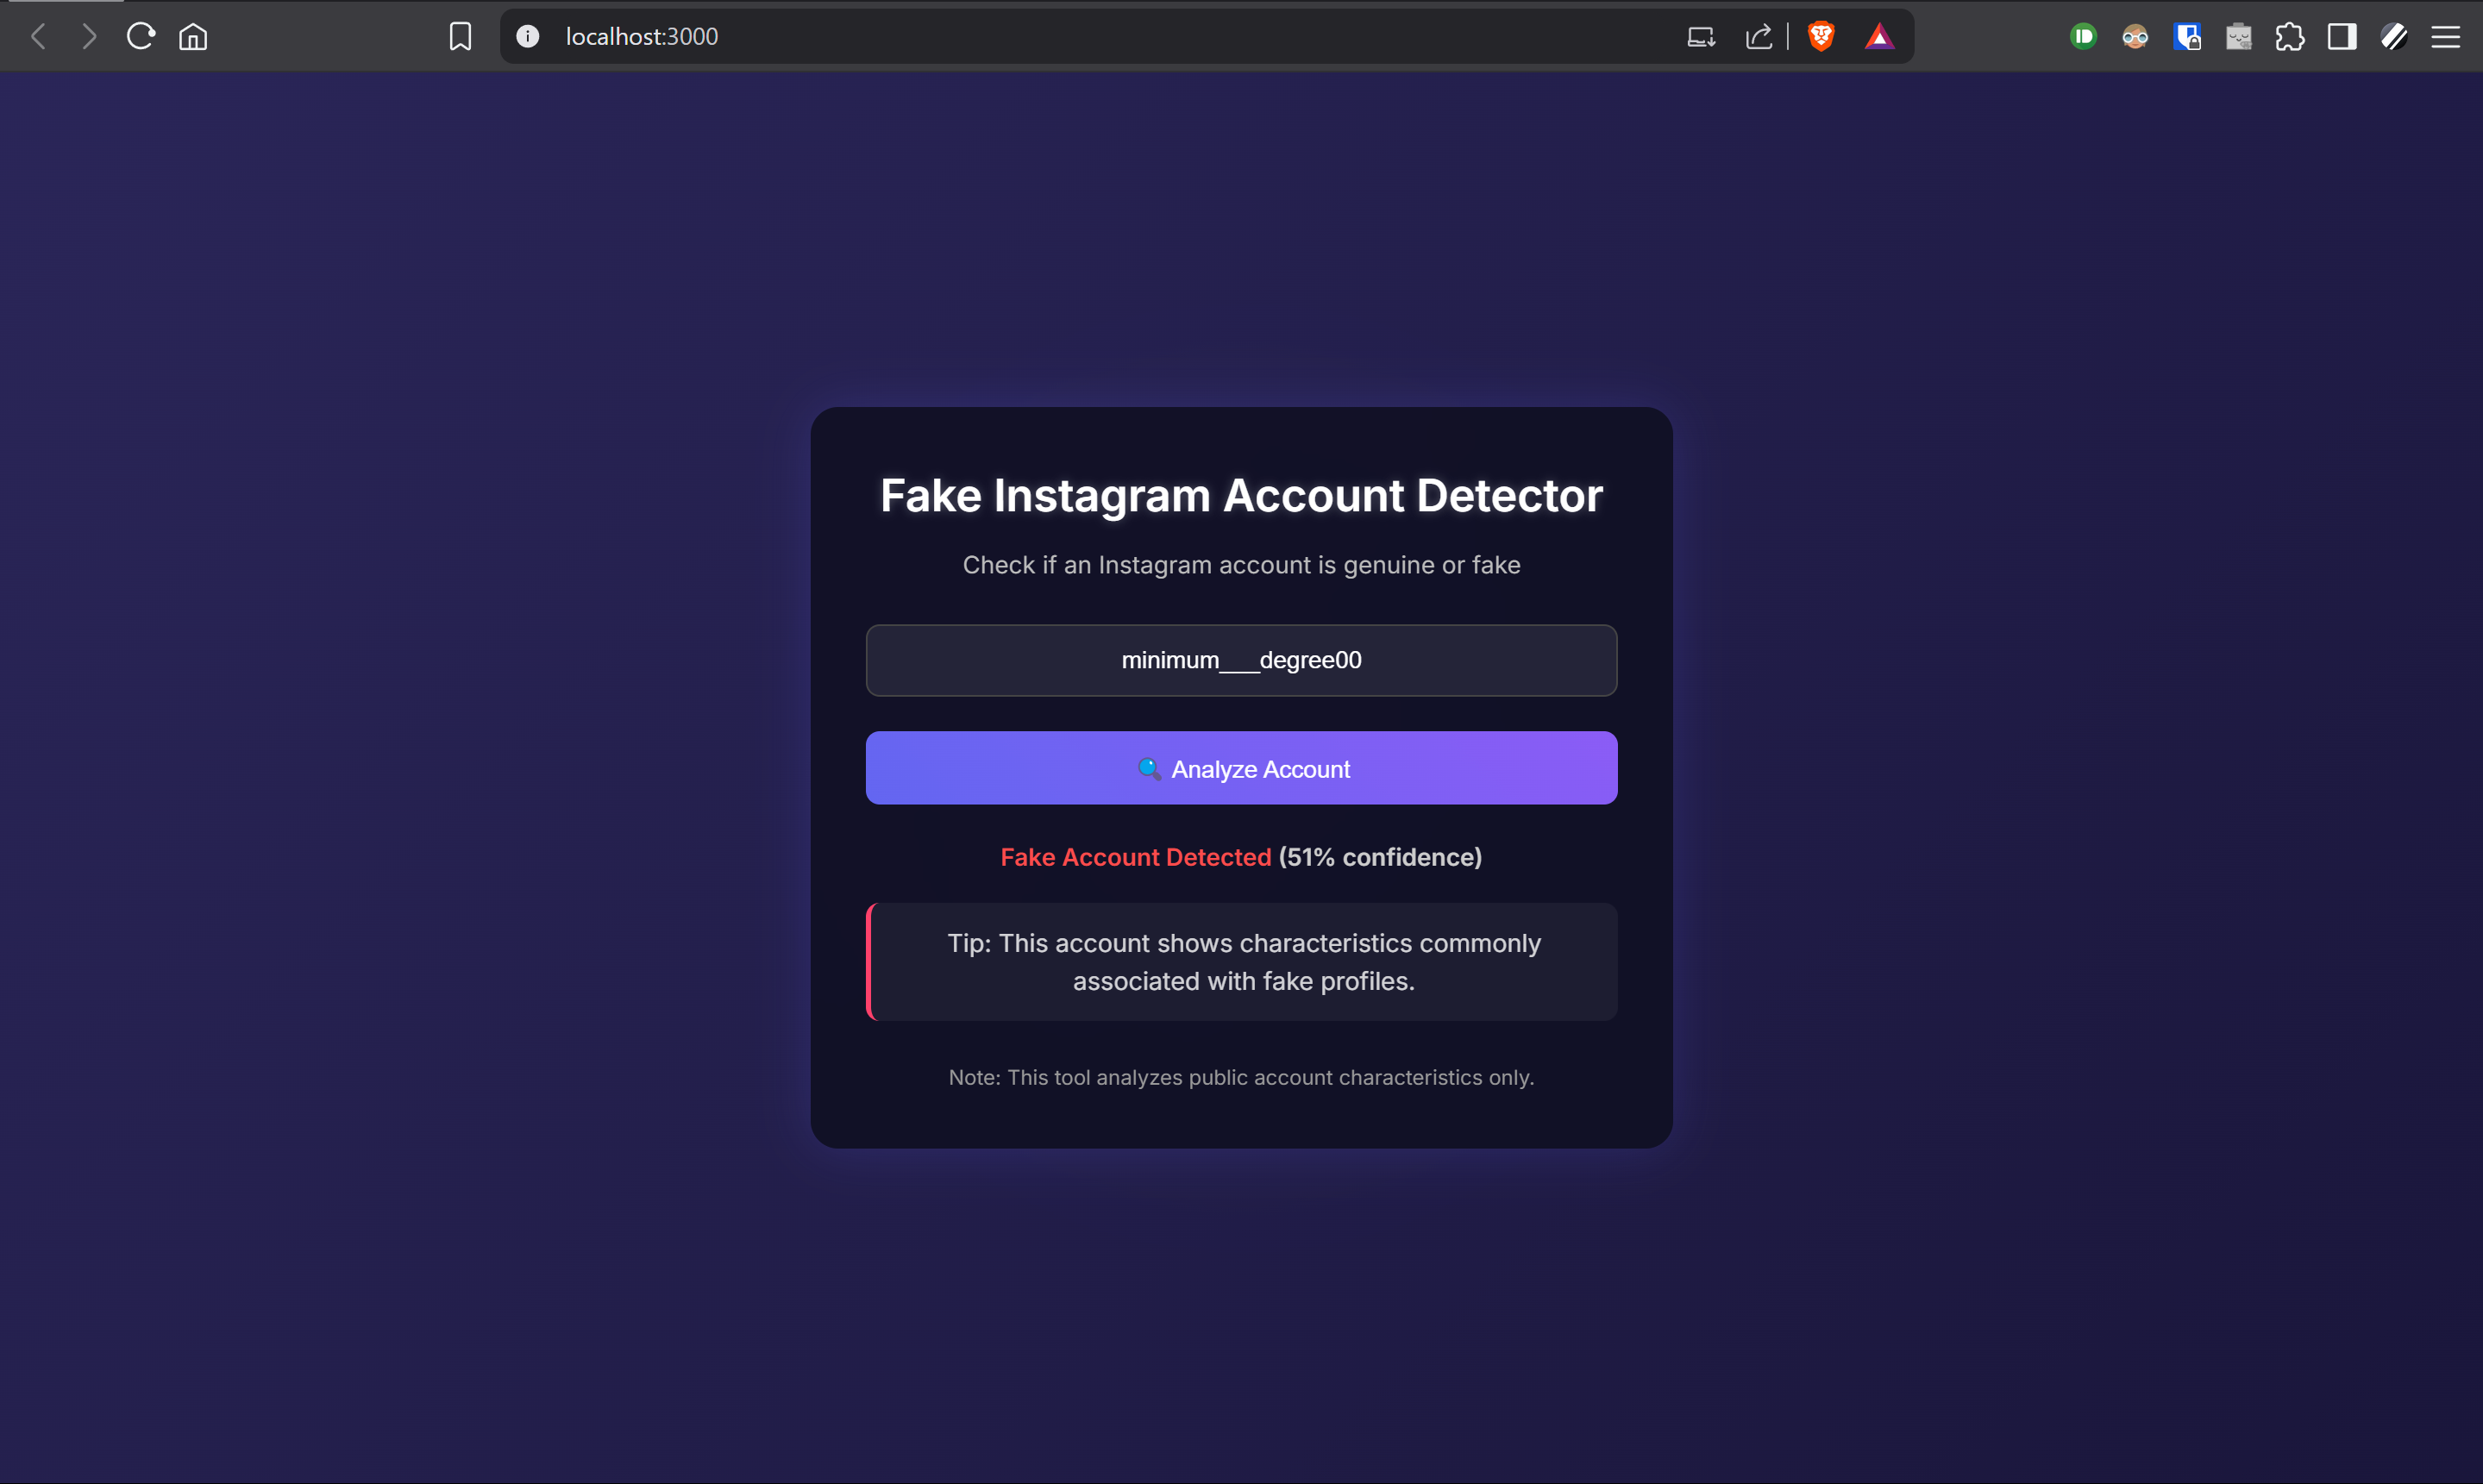 localhost:3000
Fake Instagram Account Detector
Check if an Instagram account is genuine or fake
minimum___degree00
🔍 Analyze Account
Fake Account Detected (51% confidence)
Tip: This account shows characteristics commonly
associated with fake profiles.
Note: This tool analyzes public account characteristics only.